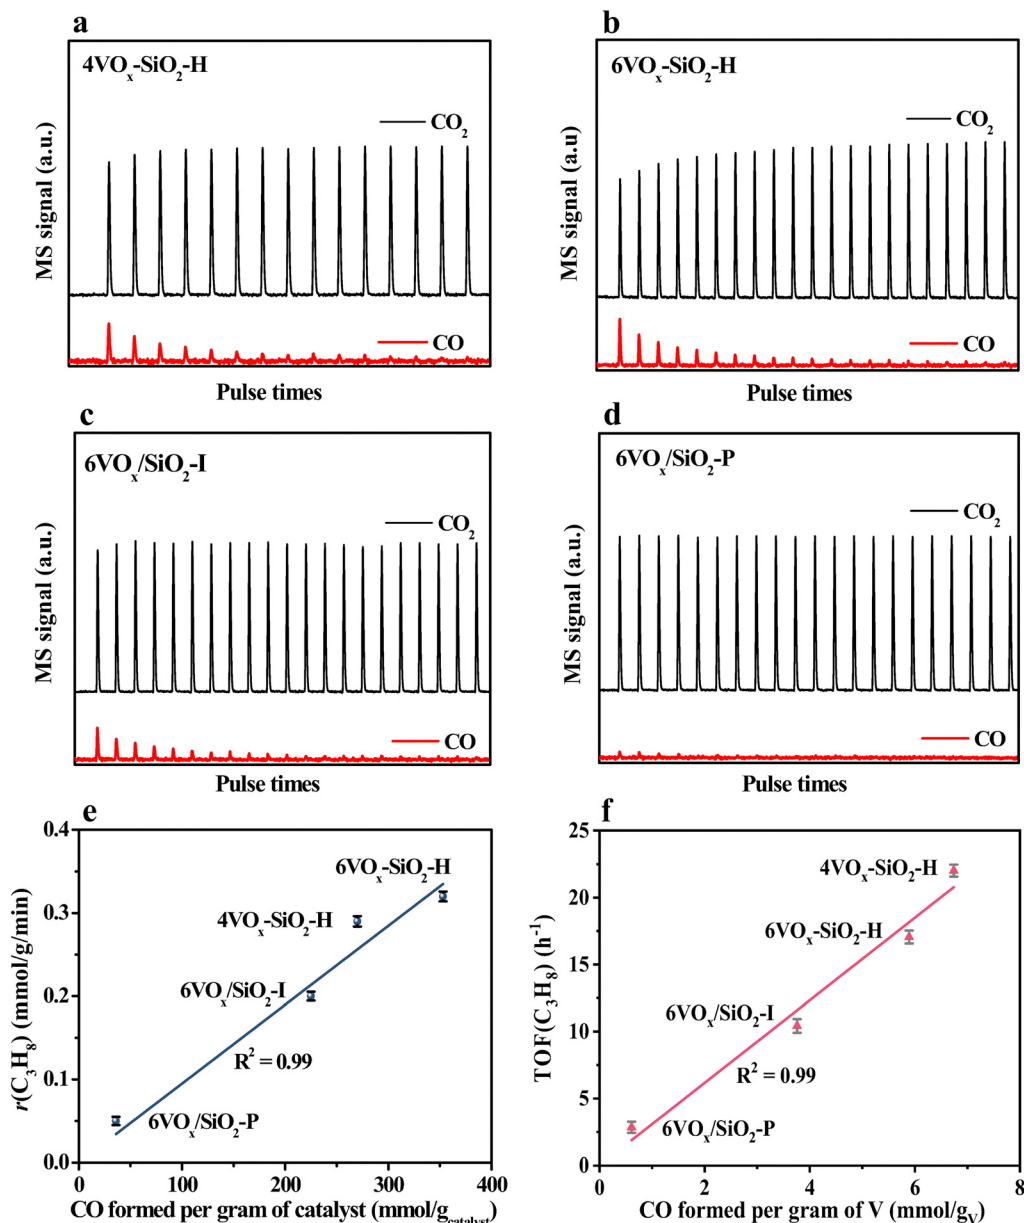 a
4VOₓ-SiO₂-H
CO₂
MS signal (a.u.)
CO
Pulse times
b
6VOₓ-SiO₂-H
CO₂
MS signal (a.u)
CO
Pulse times
c
6VOₓ/SiO₂-I
CO₂
MS signal (a.u.)
CO
Pulse times
d
6VOₓ/SiO₂-P
CO₂
MS signal (a.u.)
CO
Pulse times
e
0.4
0.3
0.2
0.1
0.0
r(C₃H₈) (mmol/g/min)
6VOₓ-SiO₂-H
4VOₓ-SiO₂-H
6VOₓ/SiO₂-I
R² = 0.99
6VOₓ/SiO₂-P
0 100 200 300 400
CO formed per gram of catalyst (mmol/g_catalyst)
f
25
20
15
10
5
0
TOF(C₃H₈) (h⁻¹)
4VOₓ-SiO₂-H
6VOₓ-SiO₂-H
6VOₓ/SiO₂-I
R² = 0.99
6VOₓ/SiO₂-P
0 2 4 6 8
CO formed per gram of V (mmol/g_V)